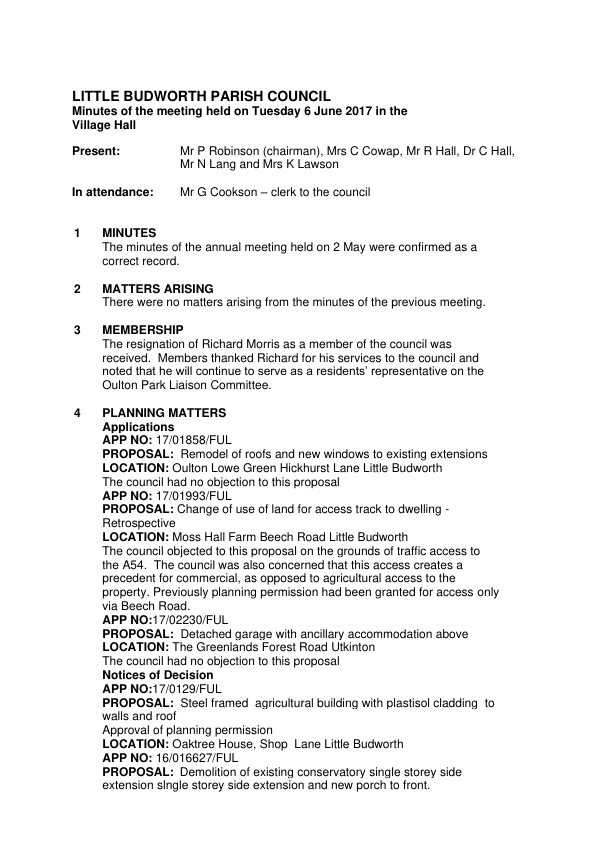 LITTLE BUDWORTH PARISH COUNCIL
Minutes of the meeting held on Tuesday 6 June 2017 in the
Village Hall
Present: Mr P Robinson (chairman), Mrs C Cowap, Mr R Hall, Dr C Hall,
Mr N Lang and Mrs K Lawson
In attendance: Mr G Cookson – clerk to the council
1 MINUTES
The minutes of the annual meeting held on 2 May were confirmed as a
correct record.
2 MATTERS ARISING
There were no matters arising from the minutes of the previous meeting.
3 MEMBERSHIP
The resignation of Richard Morris as a member of the council was
received.  Members thanked Richard for his services to the council and
noted that he will continue to serve as a residents’ representative on the
Oulton Park Liaison Committee.
4 PLANNING MATTERS
Applications
APP NO: 17/01858/FUL
PROPOSAL:  Remodel of roofs and new windows to existing extensions
LOCATION: Oulton Lowe Green Hickhurst Lane Little Budworth
The council had no objection to this proposal
APP NO: 17/01993/FUL
PROPOSAL: Change of use of land for access track to dwelling -
Retrospective
LOCATION: Moss Hall Farm Beech Road Little Budworth
The council objected to this proposal on the grounds of traffic access to
the A54.  The council was also concerned that this access creates a
precedent for commercial, as opposed to agricultural access to the
property. Previously planning permission had been granted for access only
via Beech Road.
APP NO:17/02230/FUL
PROPOSAL:  Detached garage with ancillary accommodation above
LOCATION: The Greenlands Forest Road Utkinton
The council had no objection to this proposal
Notices of Decision
APP NO:17/0129/FUL
PROPOSAL:  Steel framed  agricultural building with plastisol cladding  to
walls and roof
Approval of planning permission
LOCATION: Oaktree House, Shop  Lane Little Budworth
APP NO: 16/016627/FUL
PROPOSAL:  Demolition of existing conservatory single storey side
extension slngle storey side extension and new porch to front.